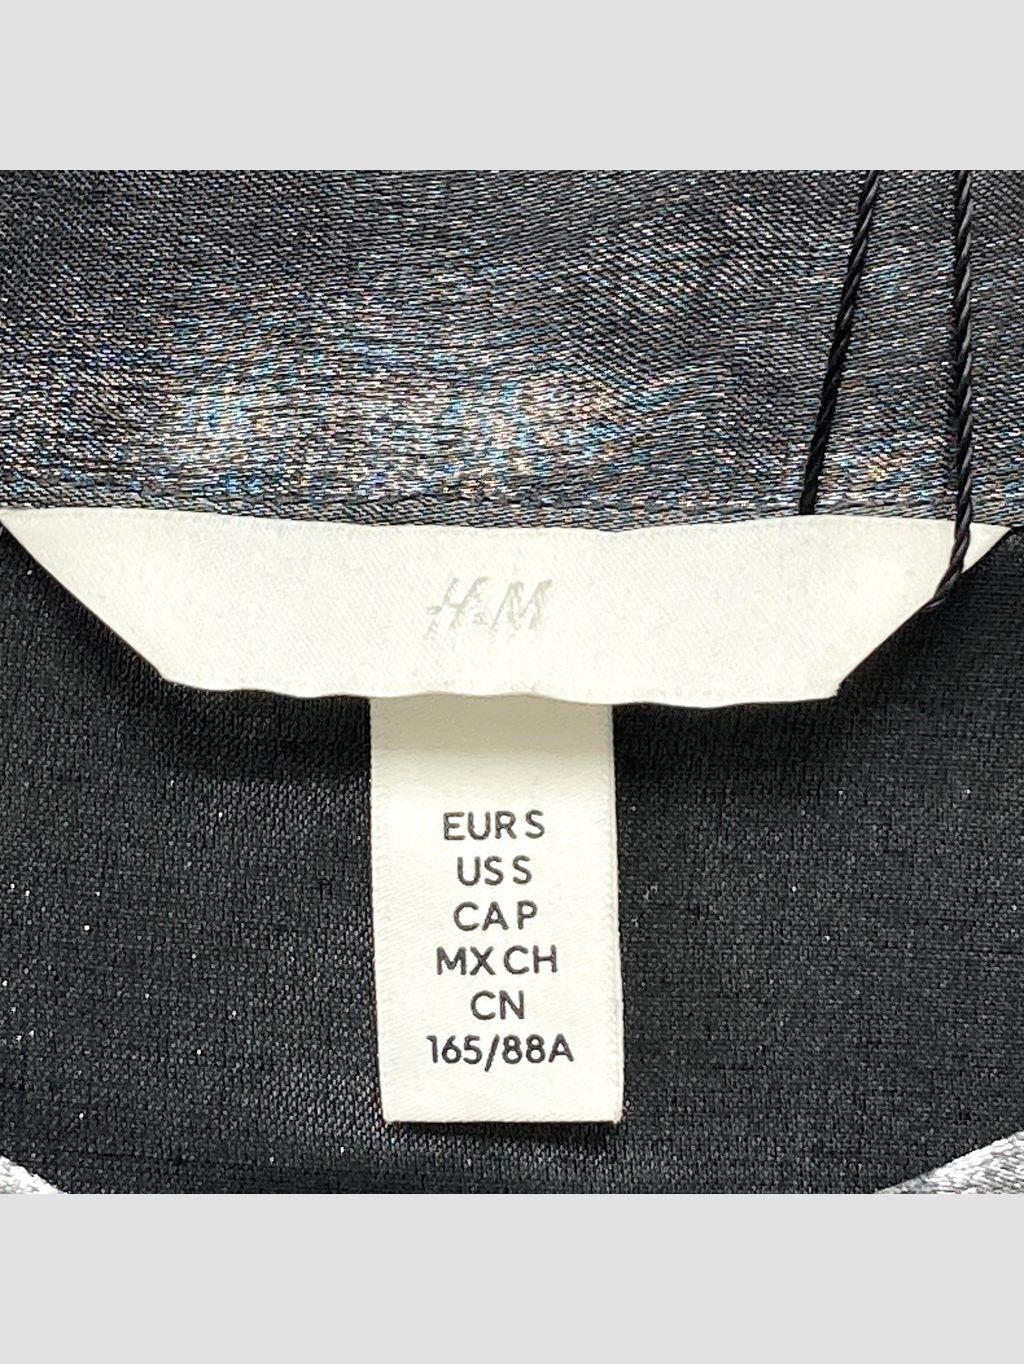 H&M
EUR S
US S
CA P
MX CH
CN
165/88A